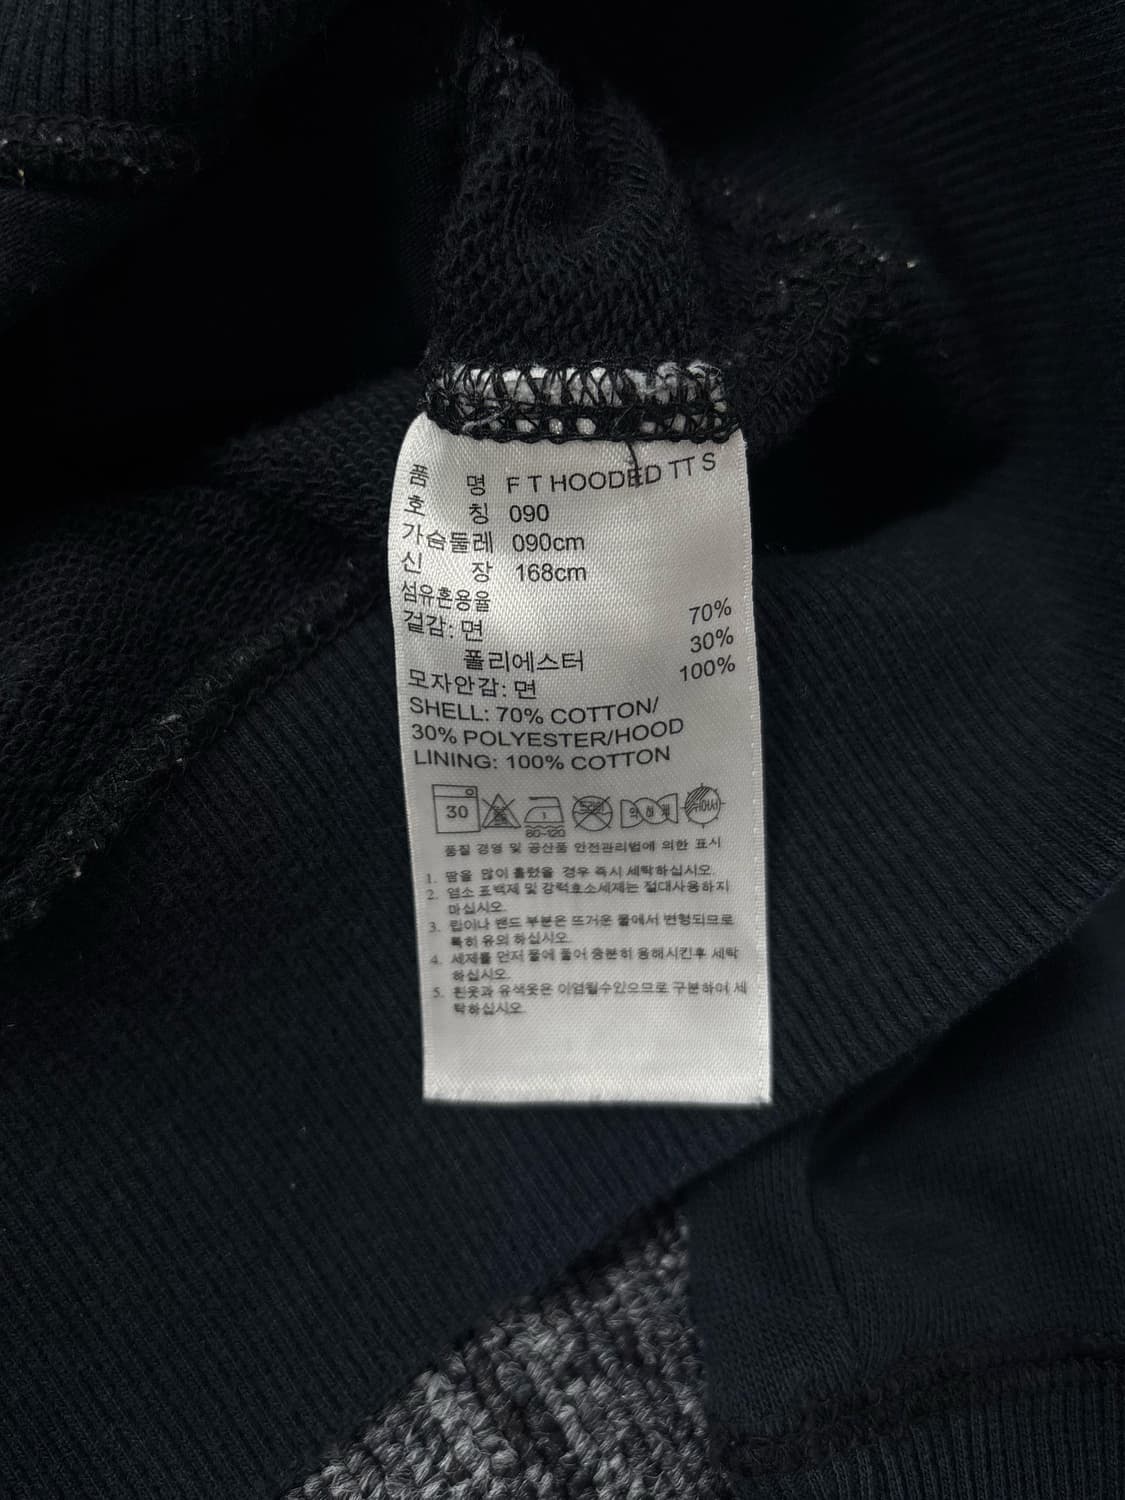 품 명 F T HOODED TT S
호 칭 090
가슴둘레 090cm
신 장 168cm
섬유혼용율
겉감: 면 70%
폴리에스터 30%
모자안감: 면 100%
SHELL: 70% COTTON/
30% POLYESTER/HOOD
LINING: 100% COTTON
30
80-120
품질 경영 및 공산품 안전관리법에 의한 표시
1. 땀을 많이 흘렸을 경우 즉시 세탁하십시오.
2. 염소 표백제 및 강력효소세제는 절대사용하지
마십시오.
3. 립이나 밴드 부분은 뜨거운 물에서 변형되므로
특히 유의 하십시오.
4. 세제를 먼저 물에 풀어 충분히 용해시킨후 세탁
하십시오.
5. 흰옷과 유색옷은 이염될수있으므로 구분하여 세
탁하십시오.